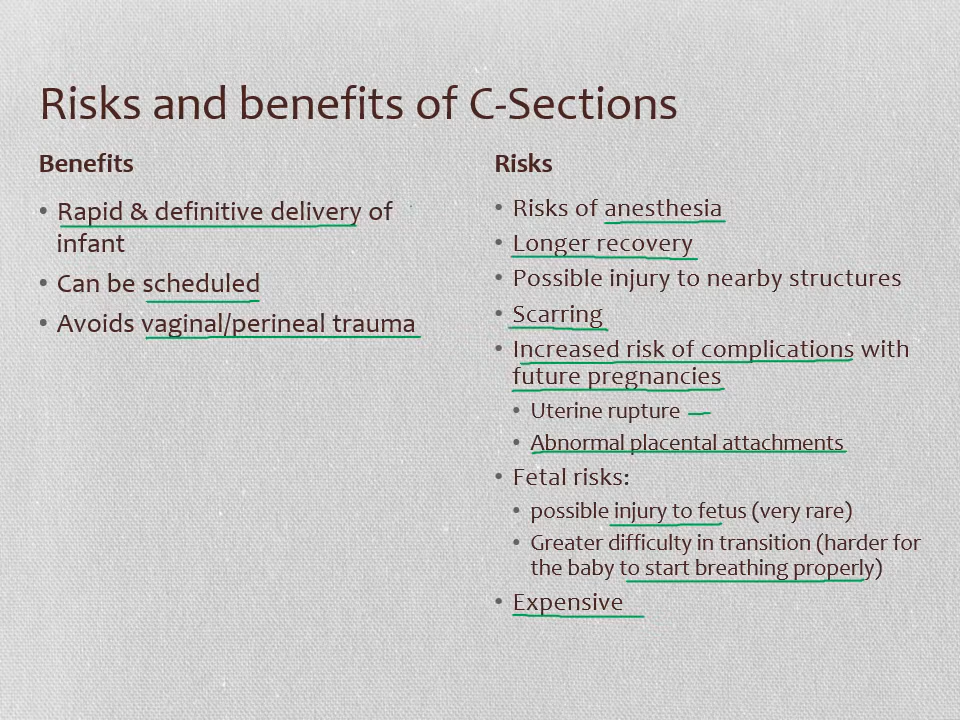 Risks and benefits of C-Sections
Benefits
• Rapid & definitive delivery of
infant
• Can be scheduled
• Avoids vaginal/perineal trauma
Risks
• Risks of anesthesia
• Longer recovery
• Possible injury to nearby structures
• Scarring
• Increased risk of complications with
future pregnancies
• Uterine rupture
• Abnormal placental attachments
• Fetal risks:
• possible injury to fetus (very rare)
• Greater difficulty in transition (harder for
the baby to start breathing properly)
• Expensive